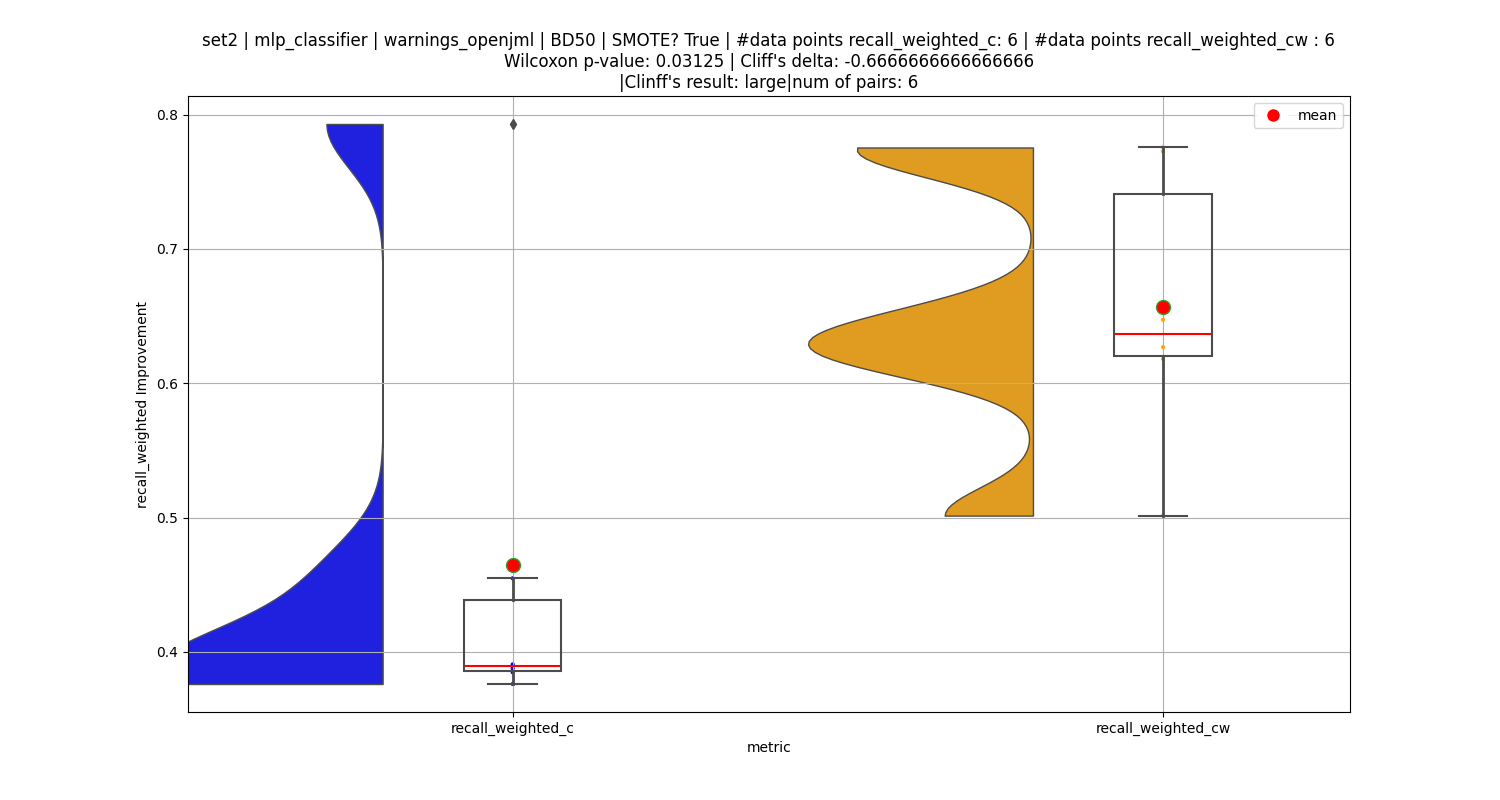 set2 | mlp_classifier | warnings_openjml | BD50 | SMOTE? True | #data points recall_weighted_c: 6 | #data points recall_weighted_cw : 6
Wilcoxon p-value: 0.03125 | Cliff's delta: -0.6666666666666666
|Clinff's result: large|num of pairs: 6
mean
0.8
0.7
0.6
0.5
0.4
recall_weighted Improvement
recall_weighted_c
recall_weighted_cw
metric